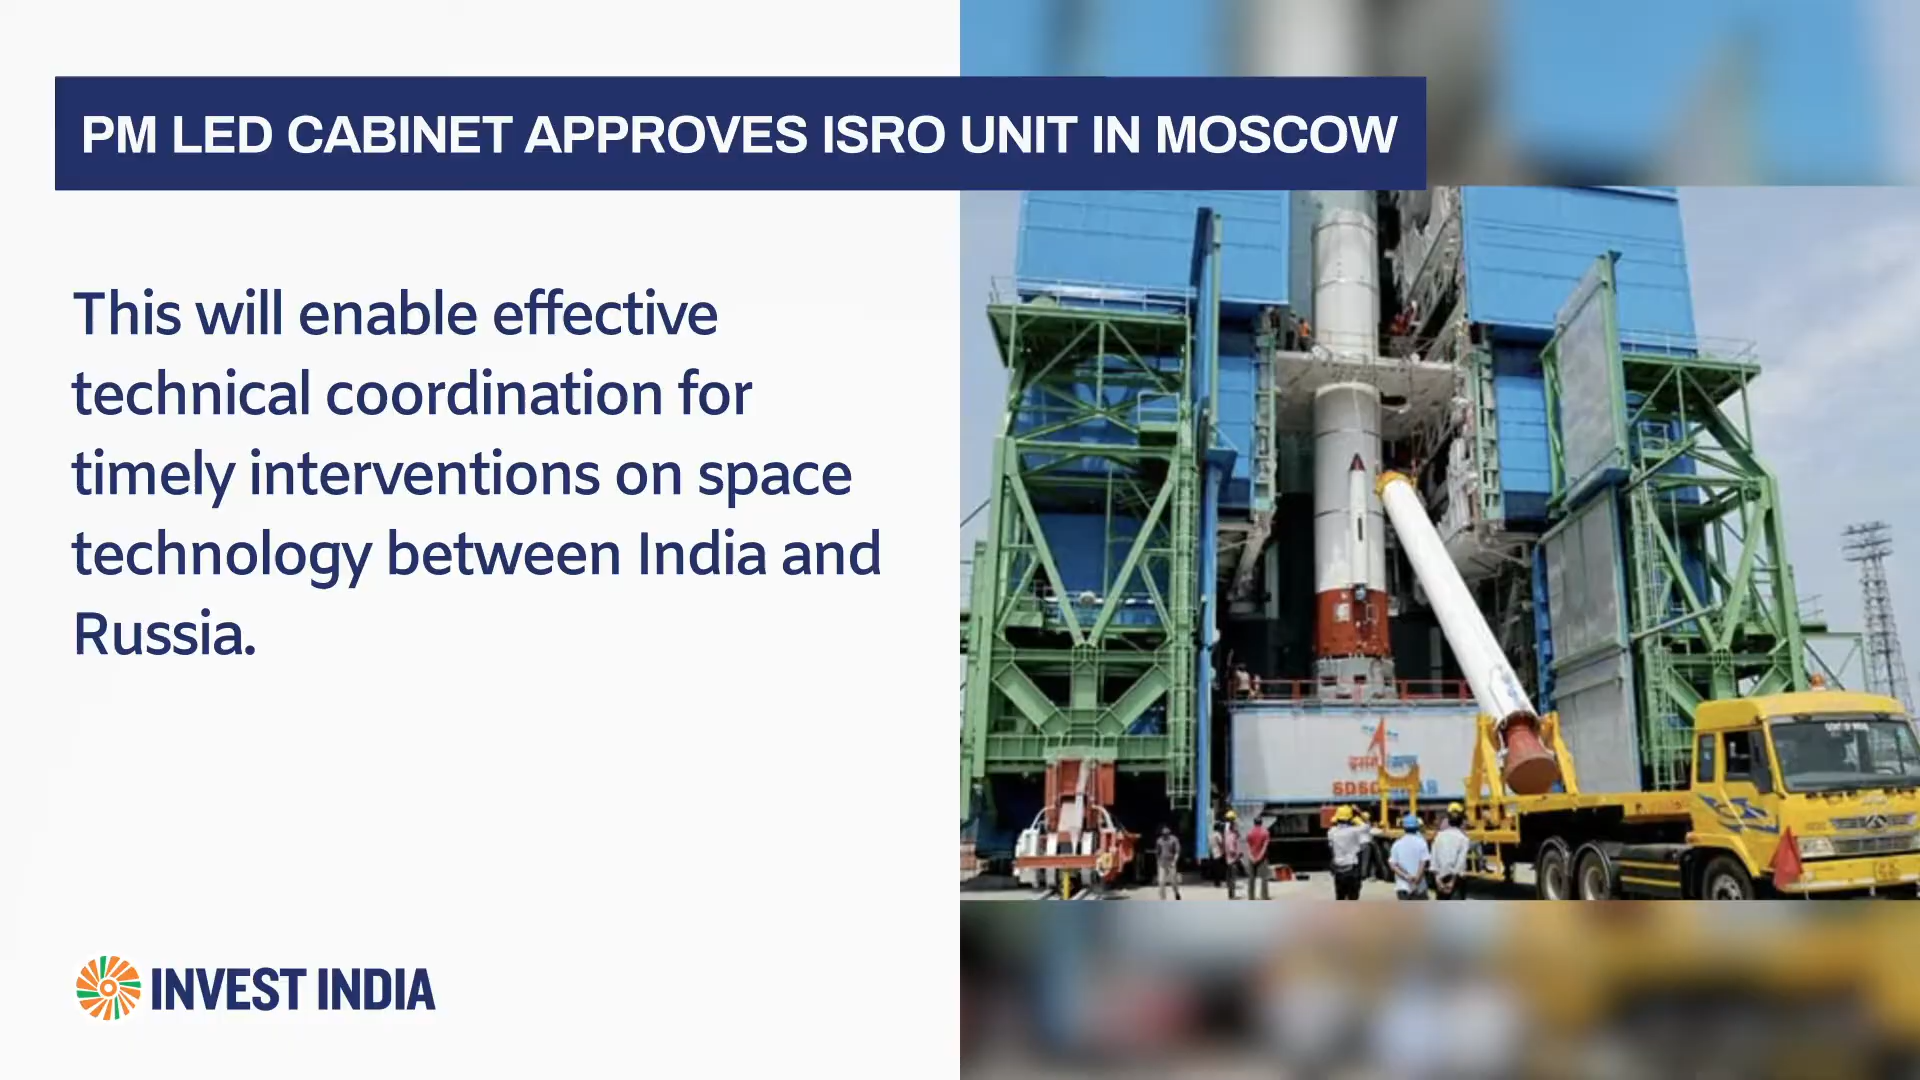 PM LED CABINET APPROVES ISRO UNIT IN MOSCOW
This will enable effective
technical coordination for
timely interventions on space
technology between India and
Russia.
INVEST INDIA